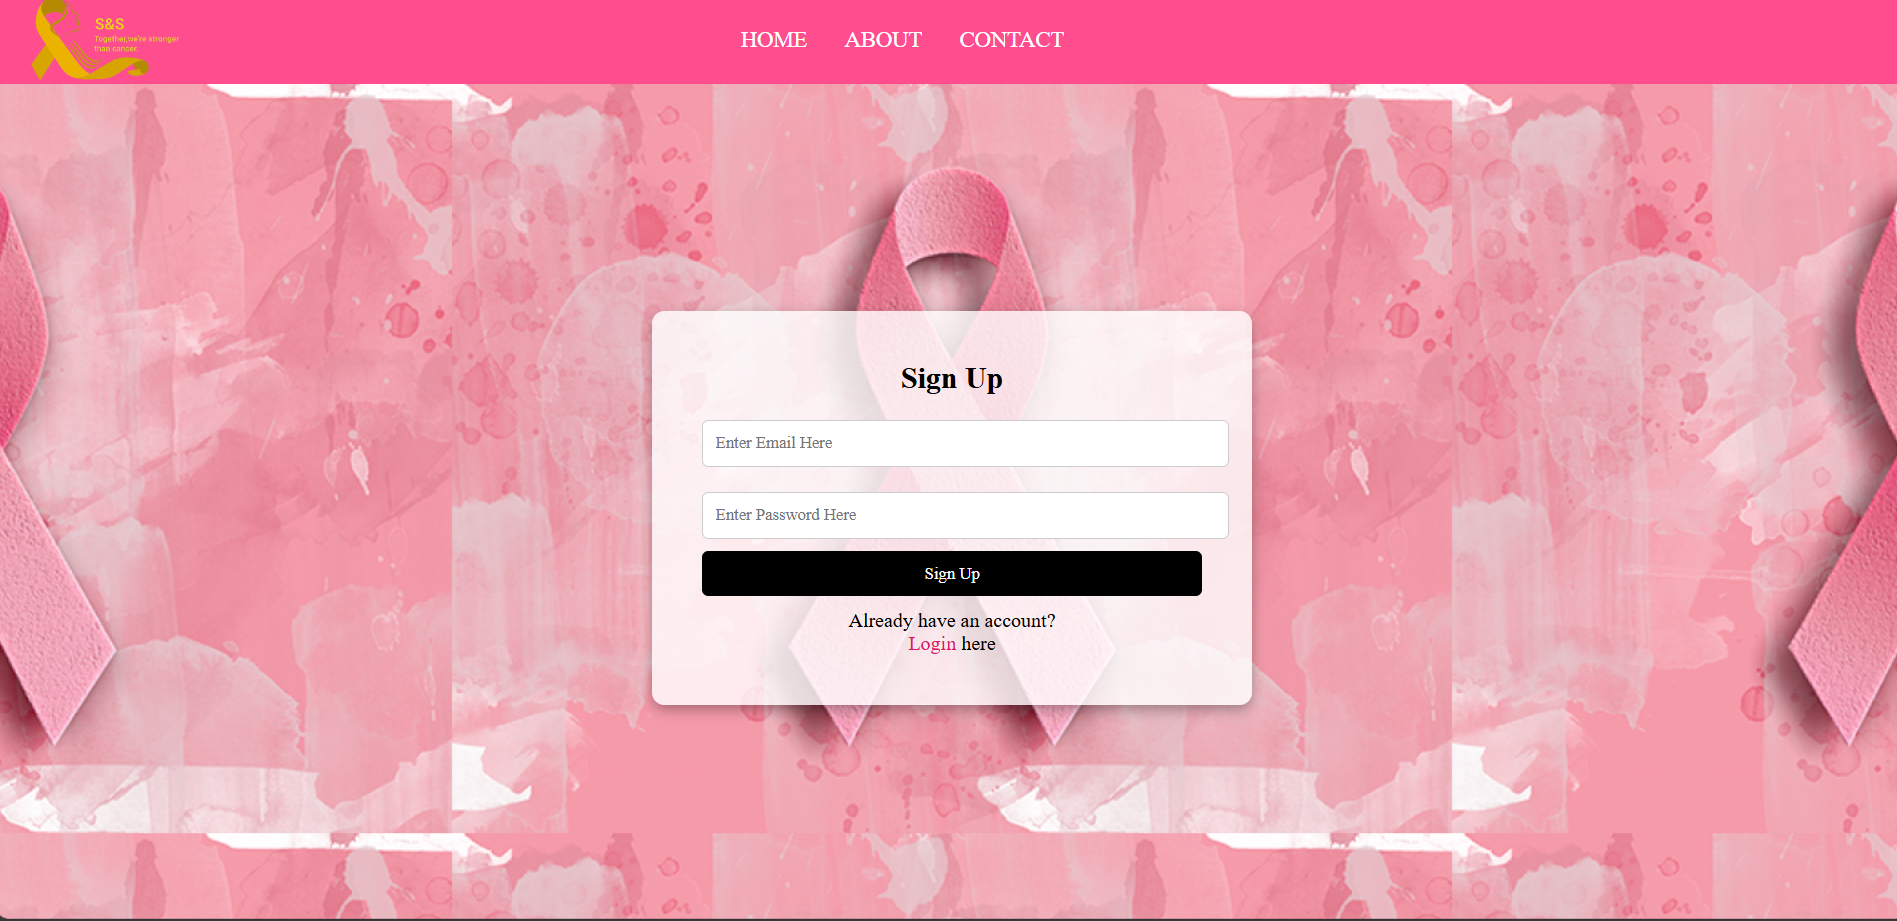 S&S
Together,we're stronger
than cancer.
HOME ABOUT CONTACT
Sign Up
Enter Email Here
Enter Password Here
Sign Up
Already have an account?
Login here